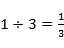 1 ÷ 3 = 1/3